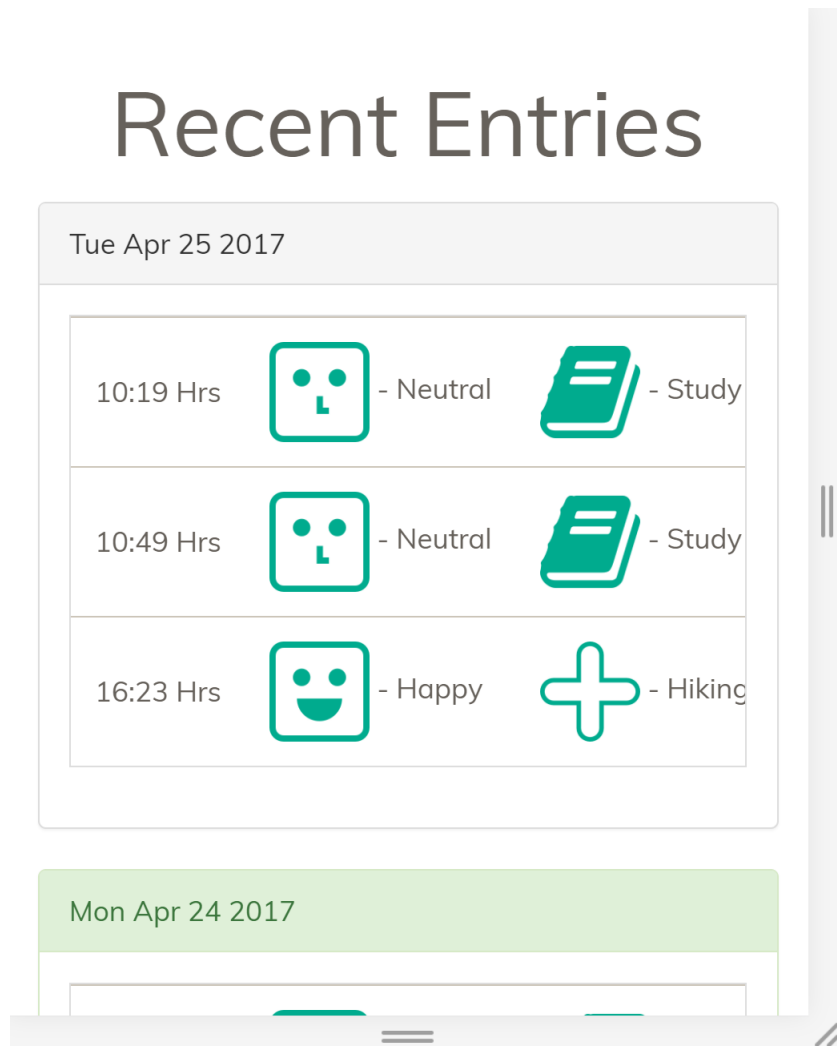 Recent Entries
Tue Apr 25 2017
10:19 Hrs - Neutral - Study
10:49 Hrs - Neutral - Study
16:23 Hrs - Happy - Hiking
Mon Apr 24 2017